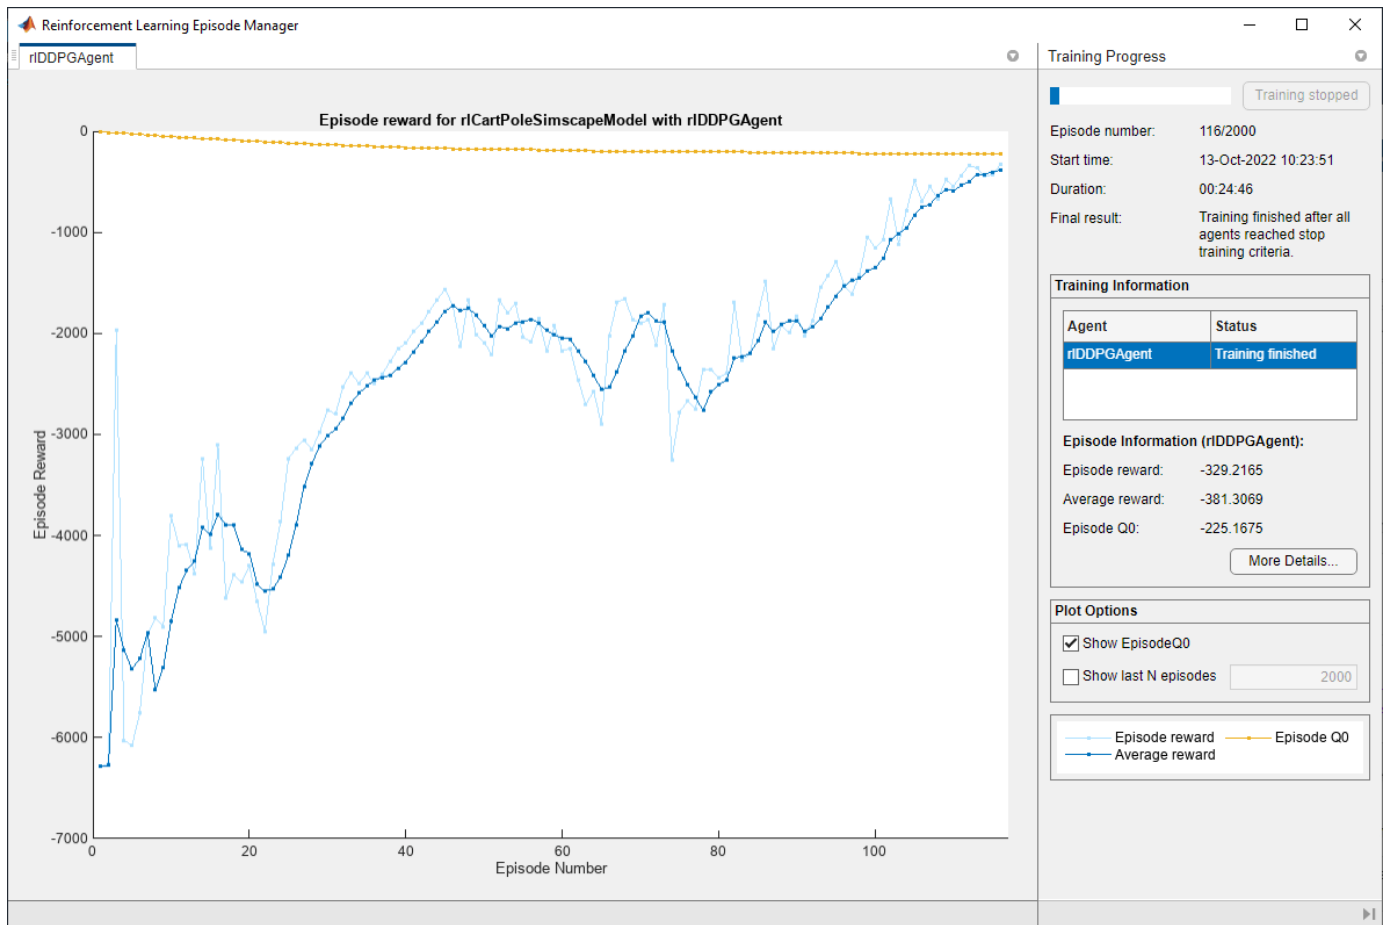 Reinforcement Learning Episode Manager
rlDDPGAgent
Episode reward for rlCartPoleSimscapeModel with rlDDPGAgent
0
-1000
-2000
-3000
-4000
-5000
-6000
-7000
Episode Reward
0 20 40 60 80 100
Episode Number
Training Progress
Training stopped
Episode number: 116/2000
Start time: 13-Oct-2022 10:23:51
Duration: 00:24:46
Final result: Training finished after all
agents reached stop
training criteria.
Training Information
Agent Status
rlDDPGAgent Training finished
Episode Information (rlDDPGAgent):
Episode reward: -329.2165
Average reward: -381.3069
Episode Q0: -225.1675
More Details...
Plot Options
Show EpisodeQ0
Show last N episodes 2000
Episode reward Episode Q0
Average reward